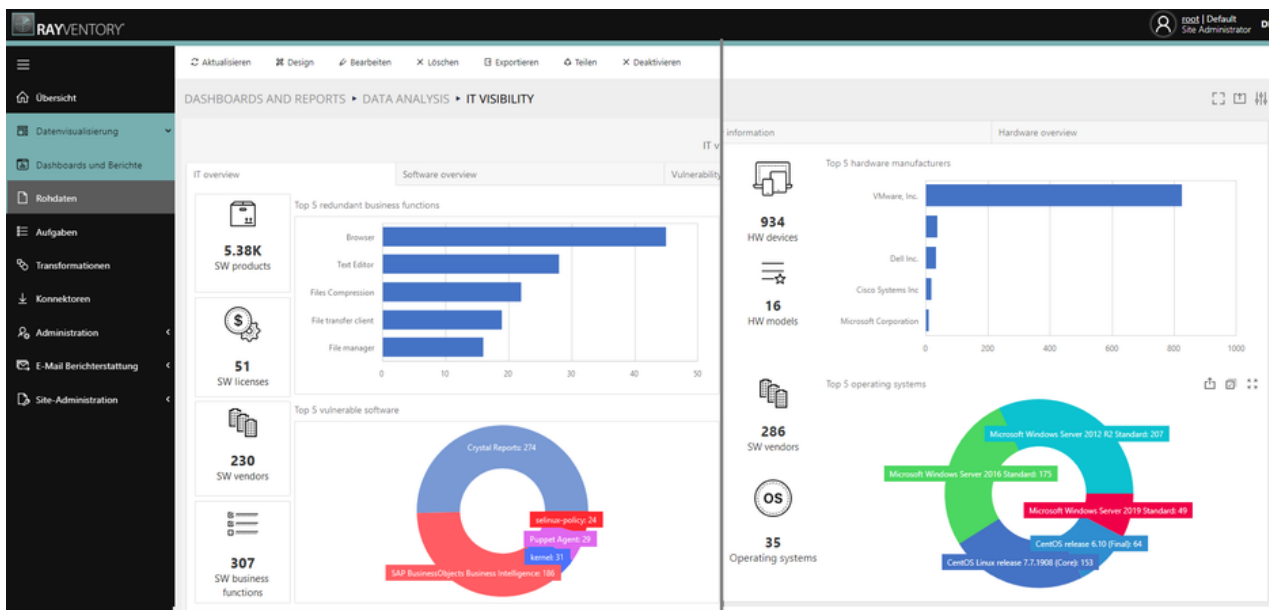 RAYVENTORY
root | Default
Site Administrator
Aktualisieren
Design
Bearbeiten
Löschen
Exportieren
Teilen
Deaktivieren
Übersicht
Datenvisualisierung
Dashboards und Berichte
Rohdaten
Aufgaben
Transformationen
Konnektoren
Administration
E-Mail Berichterstattung
Site-Administration
DASHBOARDS AND REPORTS ▸ DATA ANALYSIS ▸ IT VISIBILITY
IT v
IT overview
Software overview
Vulnerability
5.38K
SW products
51
SW licenses
230
SW vendors
307
SW business
functions
Top 5 redundant business functions
Browser
Text Editor
Files Compression
File transfer client
File manager
0 10 20 30 40 50
Top 5 vulnerable software
Crystal Reports: 274
selinux-policy: 24
Puppet Agent: 29
kernel: 31
SAP BusinessObjects Business Intelligence: 186
information
Hardware overview
934
HW devices
16
HW models
286
SW vendors
OS
35
Operating systems
Top 5 hardware manufacturers
VMware, Inc.
Dell Inc.
Cisco Systems Inc
Microsoft Corporation
0 200 400 600 800 1000
Top 5 operating systems
Microsoft Windows Server 2012 R2 Standard: 207
Microsoft Windows Server 2016 Standard: 175
Microsoft Windows Server 2019 Standard: 49
CentOS release 6.10 (Final): 64
CentOS Linux release 7.7.1908 (Core): 153